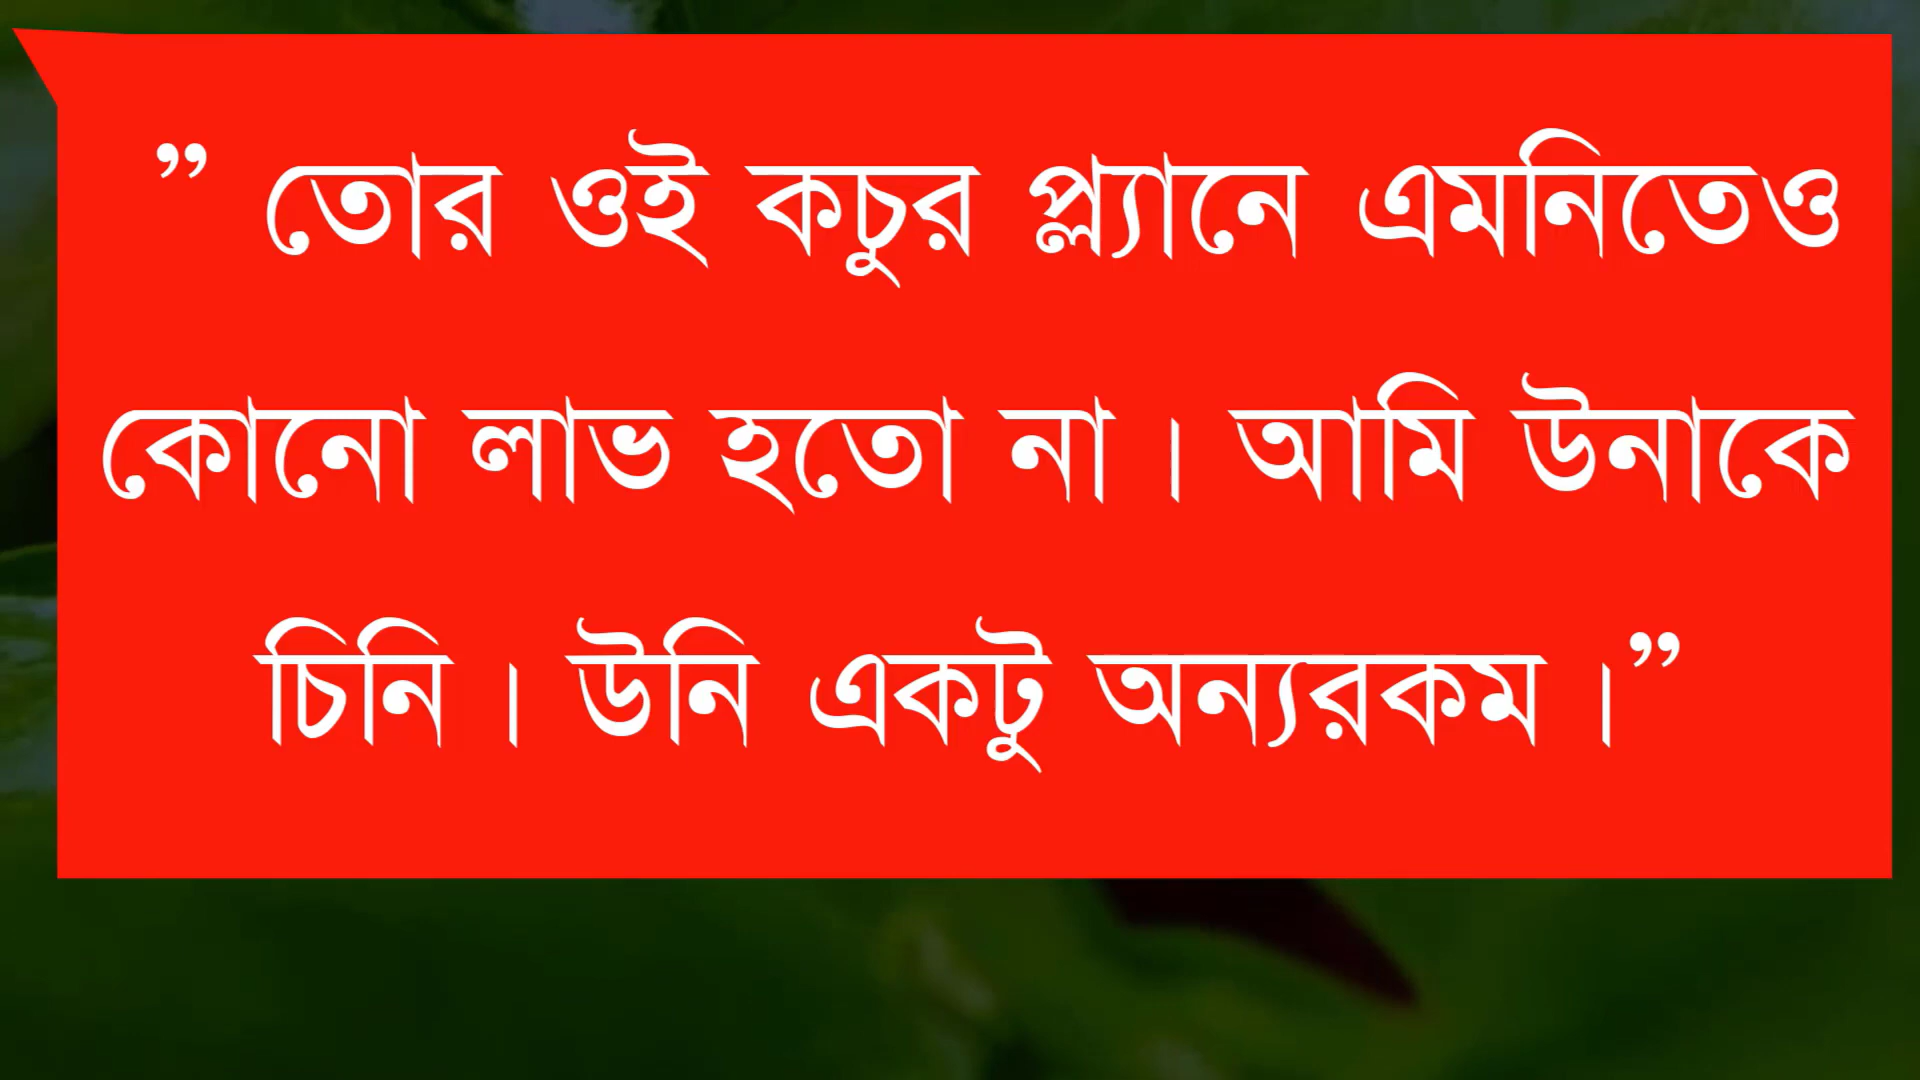 ” তোর ওই কচুর প্ল্যানে এমনিতেও
কোনো লাভ হতো না । আমি উনাকে
চিনি । উনি একটু অন্যরকম ।”